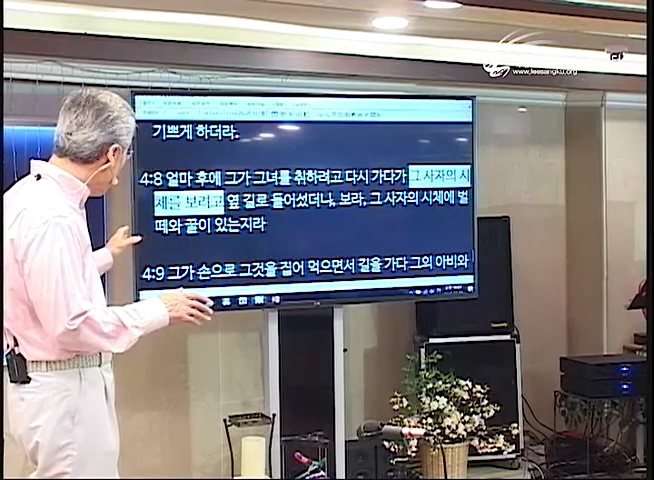 www.leesangku.org
기쁘게 하더라.
4:8 얼마 후에 그가 그녀를 취하려고 다시 가다가 그 사자의 시
체를 보려고 옆 길로 들어섰더니, 보라, 그 사자의 시체에 벌
떼와 꿀이 있는지라
4:9 그가 손으로 그것을 집어 먹으면서 길을 가다 그의 아비와